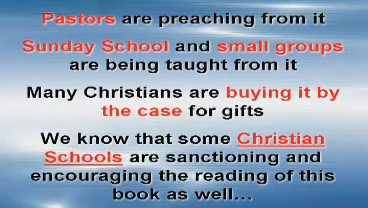 Pastors are preaching from it
Sunday School and small groups
are being taught from it
Many Christians are buying it by
the case for gifts
We know that some Christian
Schools are sanctioning and
encouraging the reading of this
book as well...